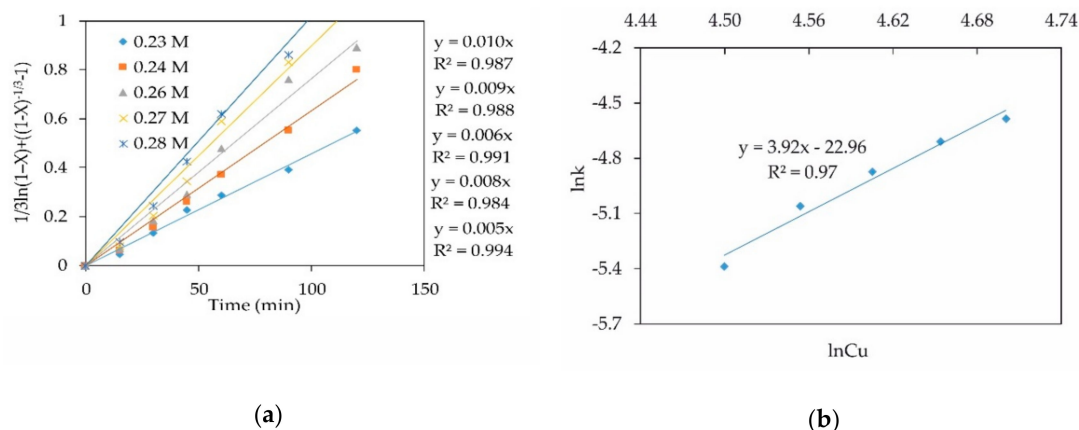 1/3ln(1−X)+((1-X)-1/3-1)
1
0.8
0.6
0.4
0.2
0
0.23 M
0.24 M
0.26 M
0.27 M
0.28 M
y = 0.010x
R² = 0.987
y = 0.009x
R² = 0.988
y = 0.006x
R² = 0.991
y = 0.008x
R² = 0.984
y = 0.005x
R² = 0.994
0 50 100 150
Time (min)
(a)
4.44 4.50 4.56 4.62 4.68 4.74
-4.2
-4.5
-4.8
-5.1
-5.4
-5.7
lnk
y = 3.92x - 22.96
R² = 0.97
lnCu
(b)